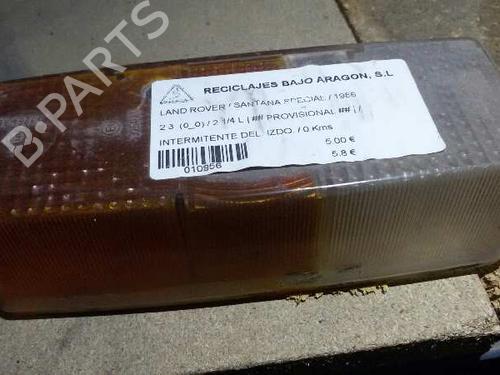 B-PARTS
RECICLAJES BAJO ARAGON, S.L
LAND ROVER / SANTANA SPECIAL / 1986
2 3 (0_0) / 2 1/4 L | ## PROVISIONAL ## | /
INTERMITENTE DEL. IZDO. / 0 Kms
5.00 €
5.8 €
010956